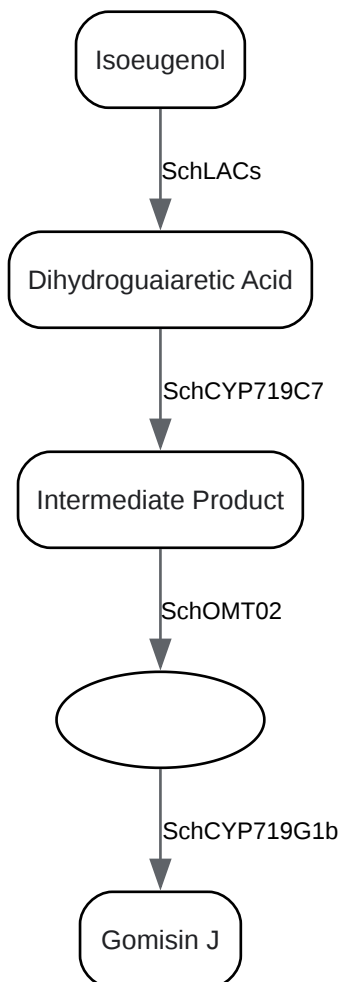 Isoeugenol
SchLACs
Dihydroguaiaretic Acid
SchCYP719C7
Intermediate Product
SchOMT02
SchCYP719G1b
Gomisin J